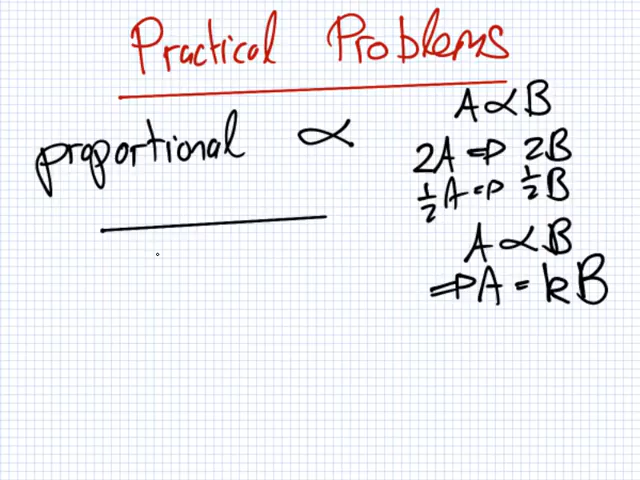 Practical Problems
proportional ∝
A ∝ B
2A ⇒ 2B
½A ⇒ ½B
A ∝ B
⇒ A = kB